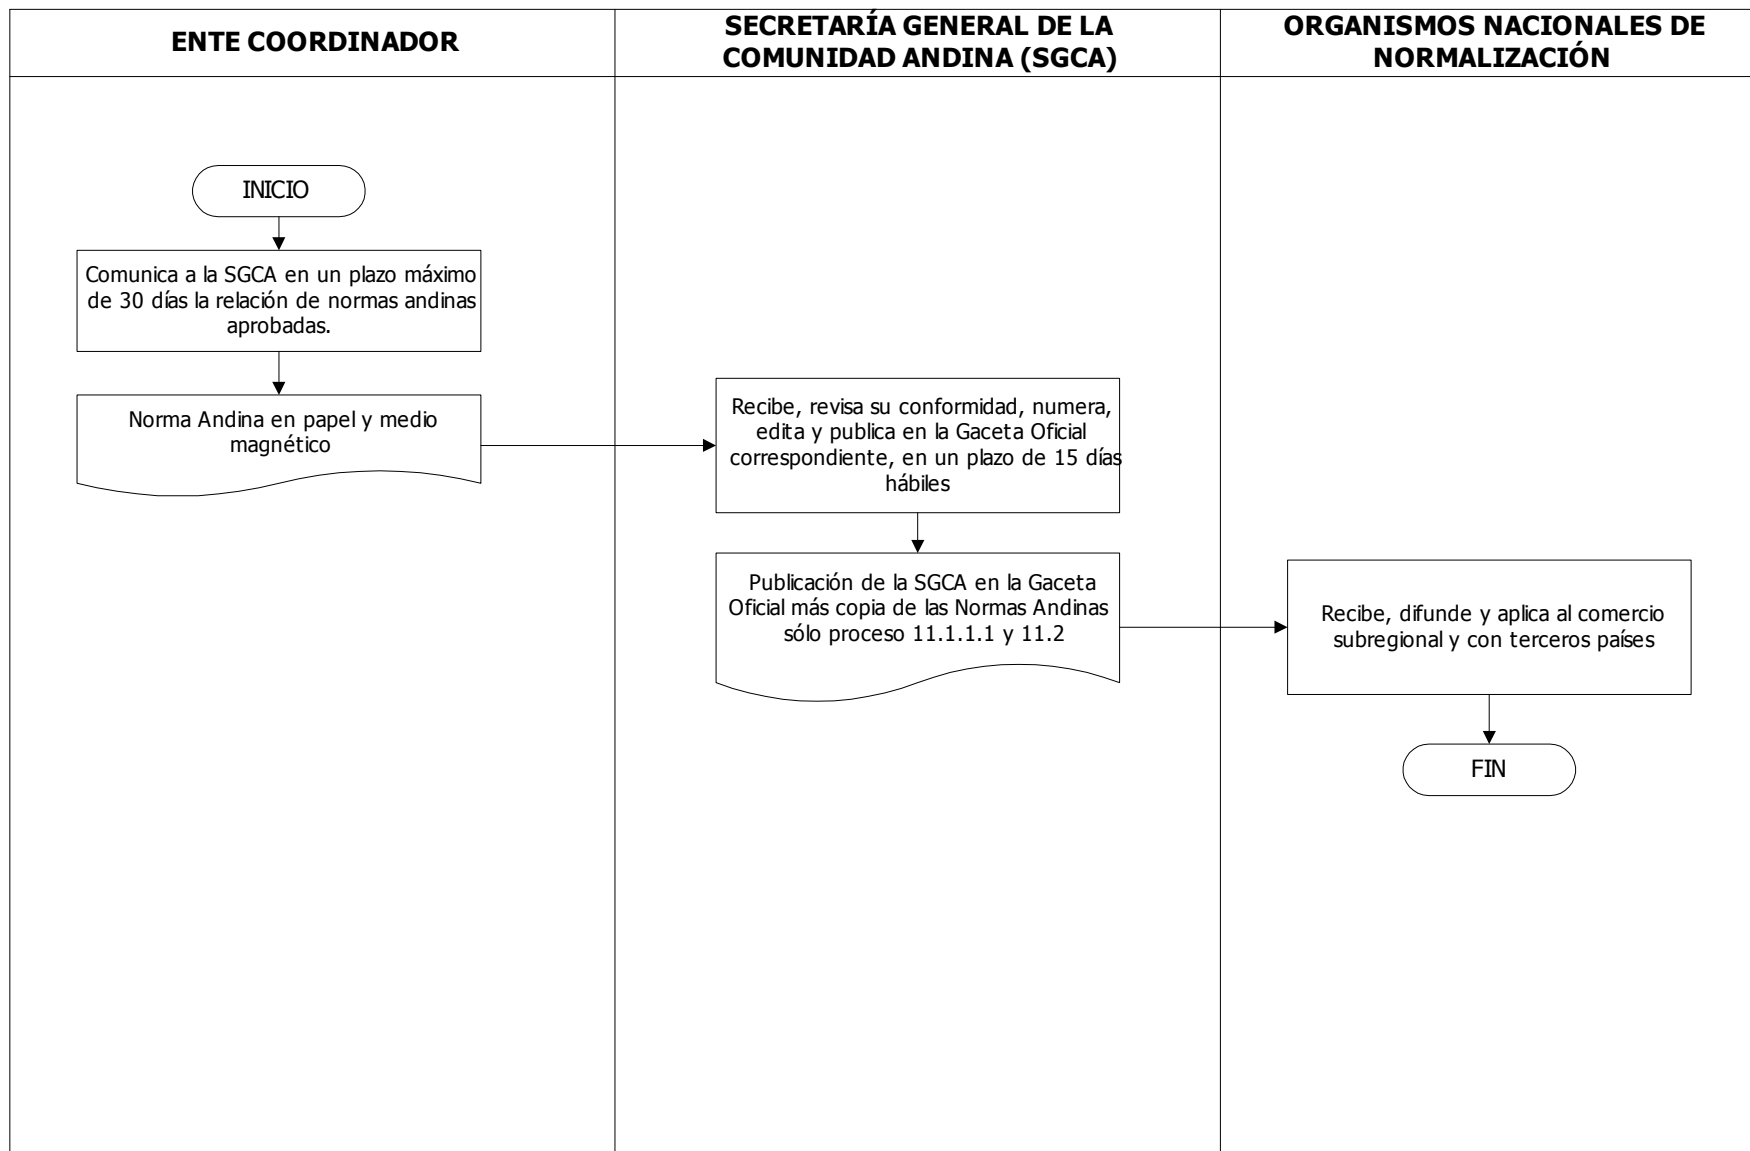 ENTE COORDINADOR
SECRETARÍA GENERAL DE LA
COMUNIDAD ANDINA (SGCA)
ORGANISMOS NACIONALES DE
NORMALIZACIÓN
INICIO
Comunica a la SGCA en un plazo máximo
de 30 días la relación de normas andinas
aprobadas.
Norma Andina en papel y medio
magnético
Recibe, revisa su conformidad, numera,
edita y publica en la Gaceta Oficial
correspondiente, en un plazo de 15 días
hábiles
Publicación de la SGCA en la Gaceta
Oficial más copia de las Normas Andinas
sólo proceso 11.1.1.1 y 11.2
Recibe, difunde y aplica al comercio
subregional y con terceros países
FIN